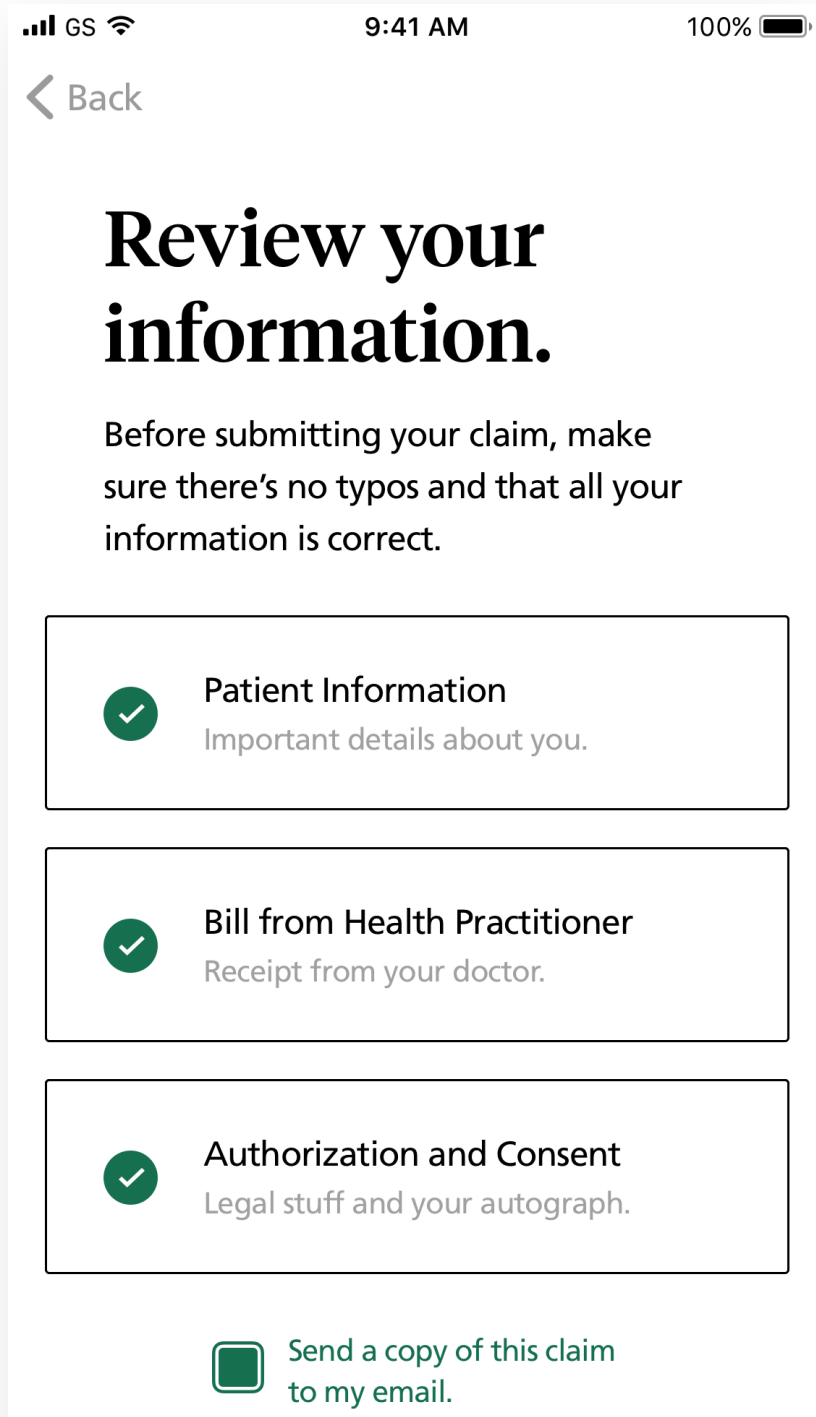 GS 9:41 AM 100%
Back
Review your
information.
Before submitting your claim, make
sure there’s no typos and that all your
information is correct.
Patient Information
Important details about you.
Bill from Health Practitioner
Receipt from your doctor.
Authorization and Consent
Legal stuff and your autograph.
Send a copy of this claim
to my email.